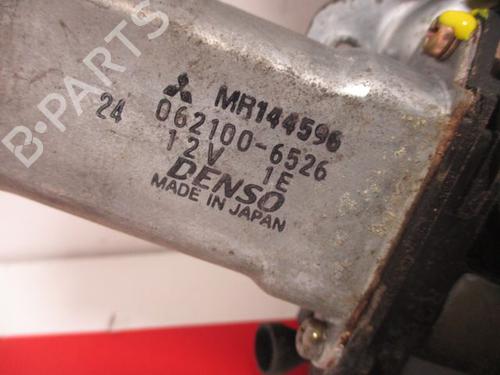 B-PARTS
MR144596
24 062100-6526
12V 1E
DENSO
MADE IN JAPAN